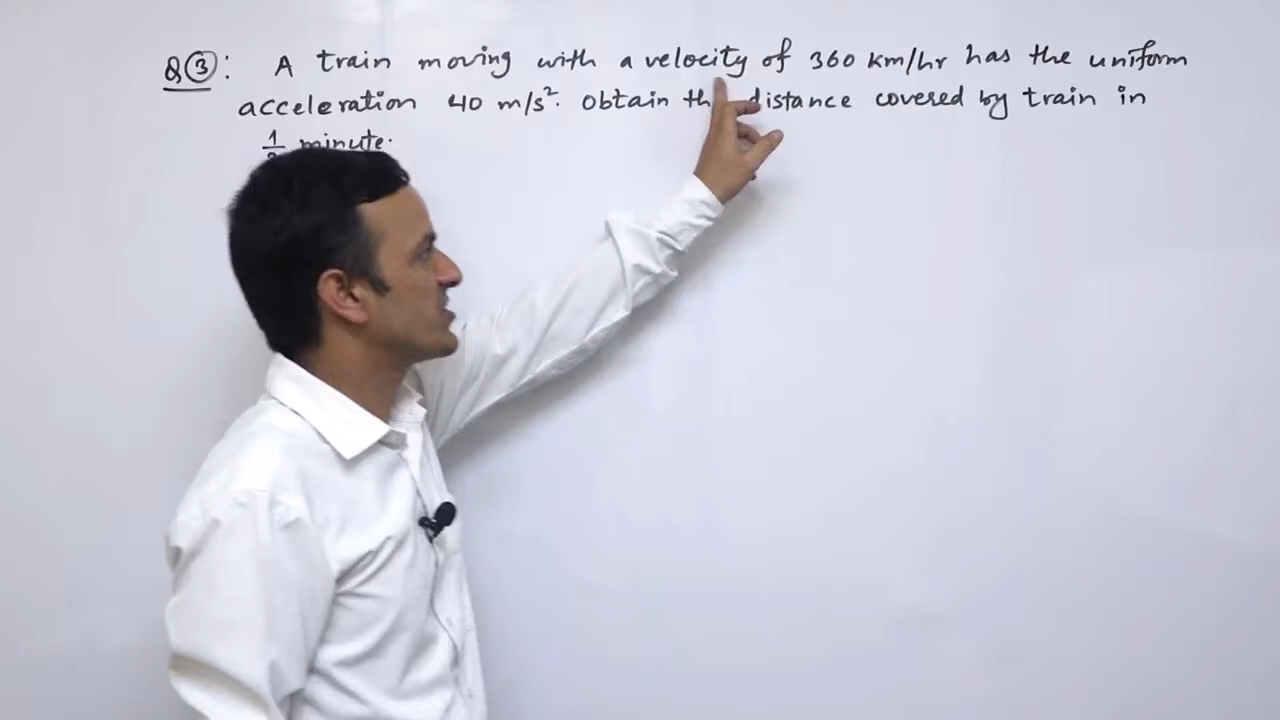 Q③: A train moving with a velocity of 360 km/hr has the uniform
acceleration 40 m/s². Obtain distance covered by train in
minute.